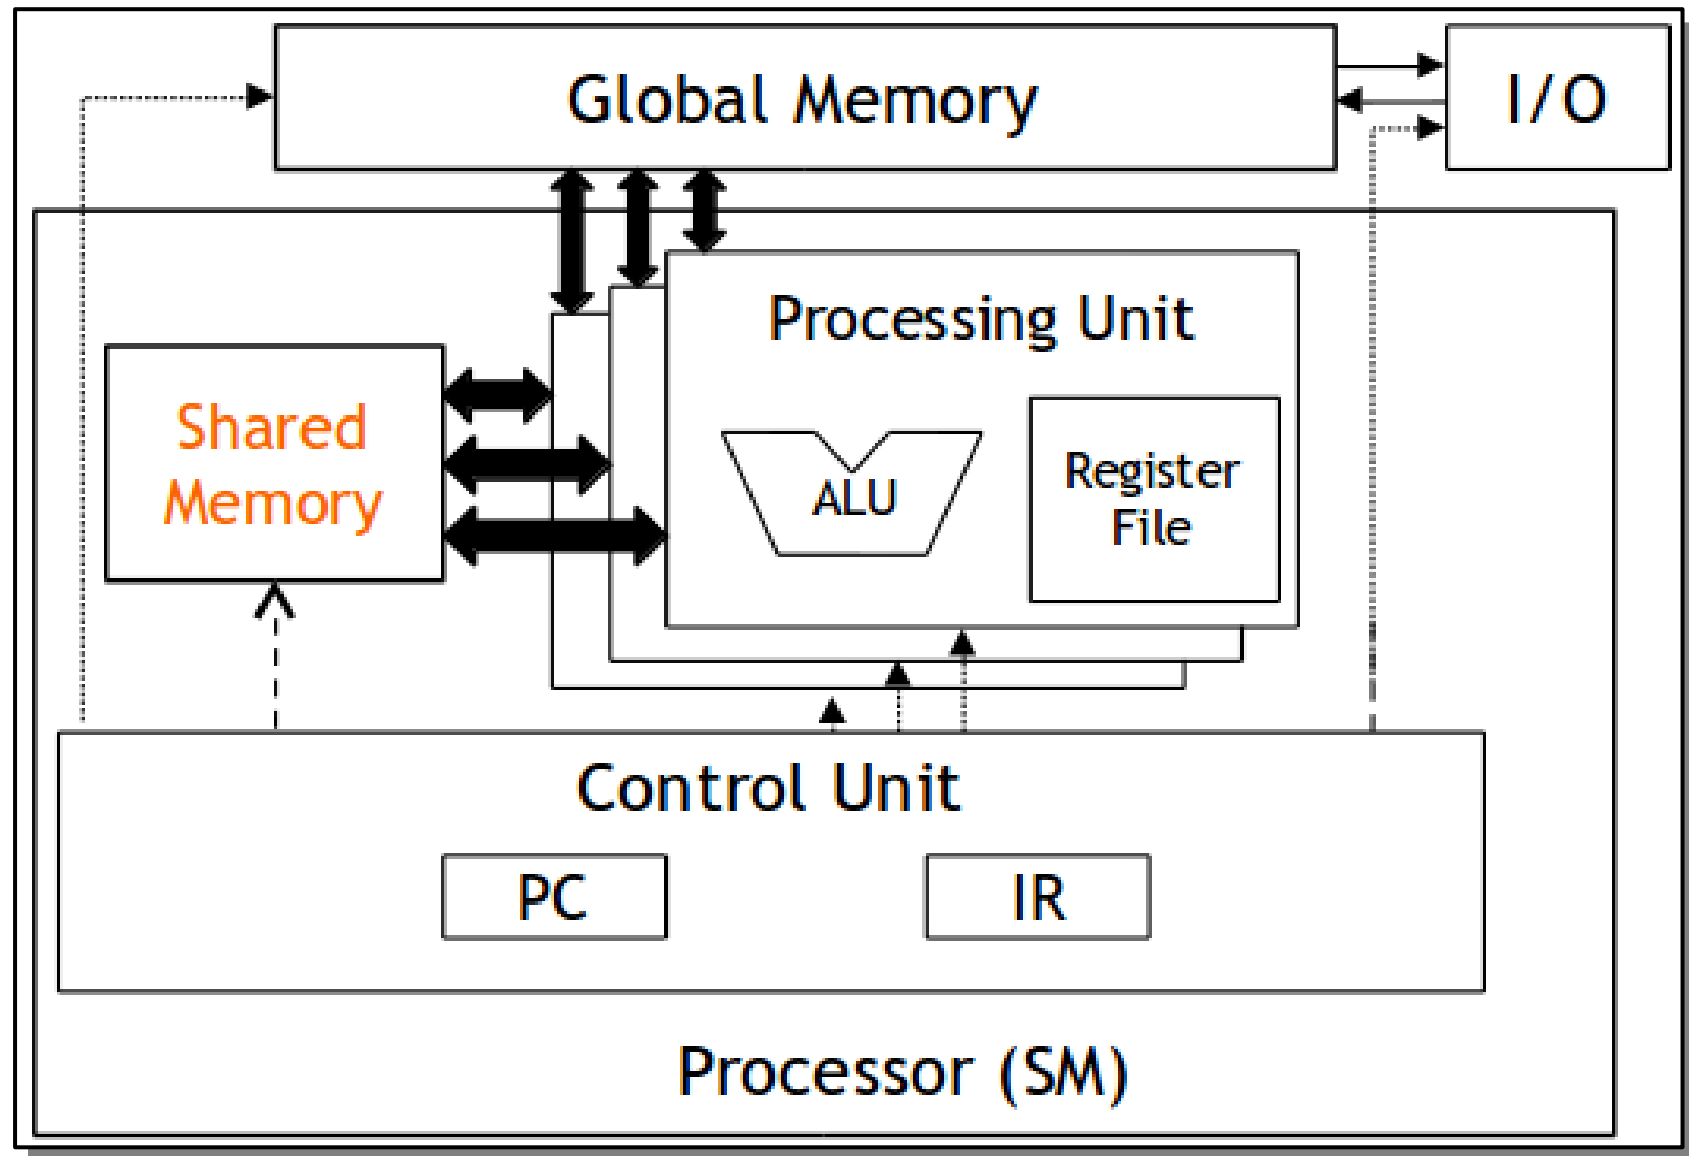 Global Memory
I/O
Processing Unit
Shared
Memory
ALU
Register
File
Control Unit
PC
IR
Processor (SM)